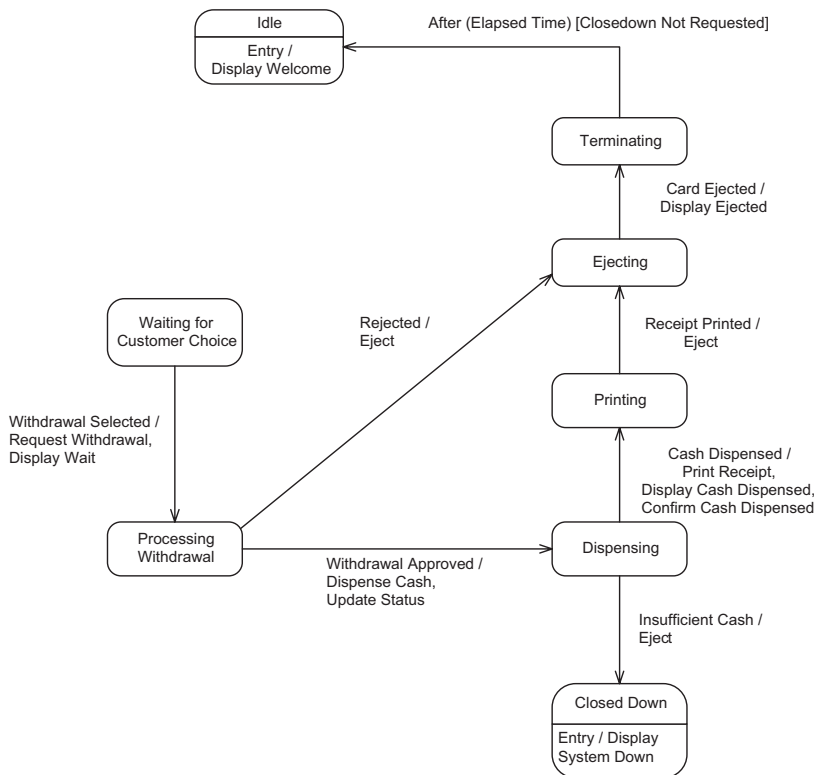 Idle
Entry /
Display Welcome
After (Elapsed Time) [Closedown Not Requested]
Terminating
Card Ejected /
Display Ejected
Ejecting
Waiting for
Customer Choice
Rejected /
Eject
Receipt Printed /
Eject
Printing
Withdrawal Selected /
Request Withdrawal,
Display Wait
Cash Dispensed /
Print Receipt,
Display Cash Dispensed,
Confirm Cash Dispensed
Processing
Withdrawal
Withdrawal Approved /
Dispense Cash,
Update Status
Dispensing
Insufficient Cash /
Eject
Closed Down
Entry / Display
System Down